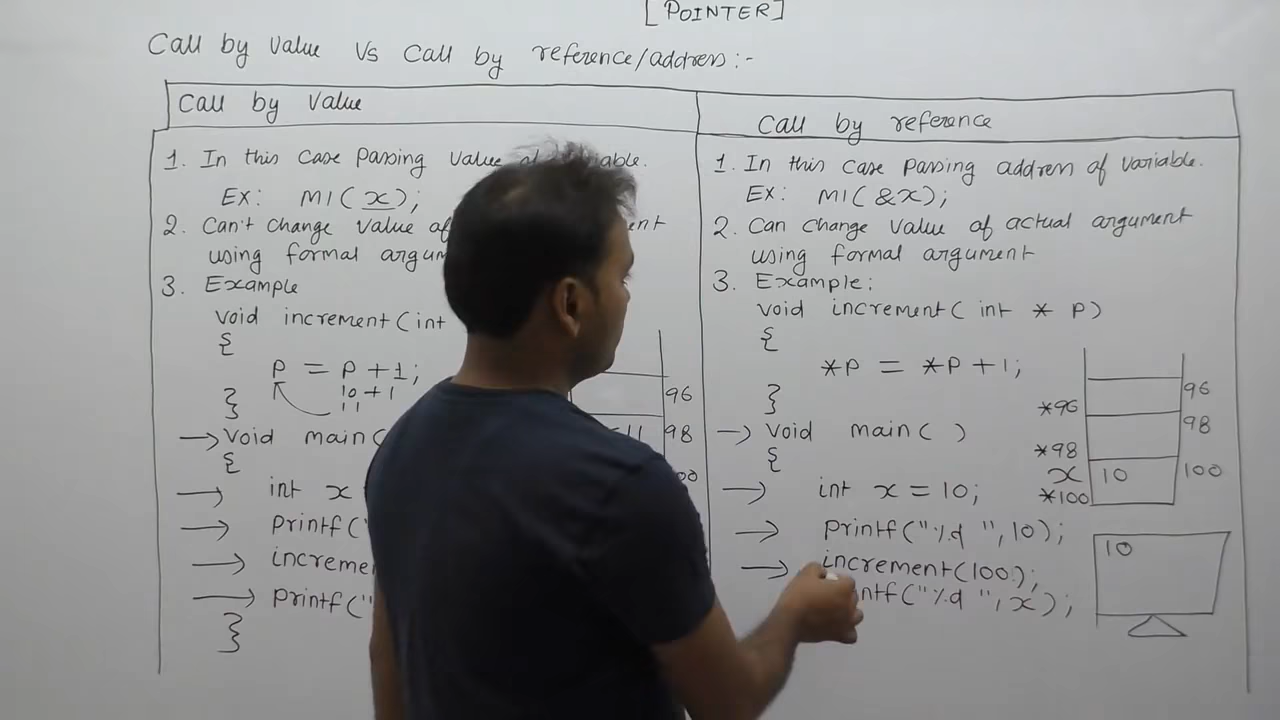 [POINTER]
Call by Value Vs Call by reference/address:-
Call by Value
1. In this case Passing Value
Ex: M1(x);
2. Can't change Value of
using formal
3. Example
void increment(int
{
P = P + 1;
10 + 1
11
}
96
→ void main(
11 98
{
→ int x
→ printf("
→
→ printf("
}
Call by reference
1. In this case passing address of variable.
Ex: M1(&x);
2. Can change Value of actual argument
using formal argument
3. Example:
void increment( int * P)
{
*P = *P + 1;
}
96
*96
98
→ void main( )
*98
{
x 10 100
*100
→ int x = 10;
→ printf("%d ", 10);
10
→ increment(100);
("%d ", x);